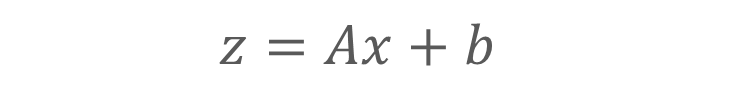 z = Ax + b